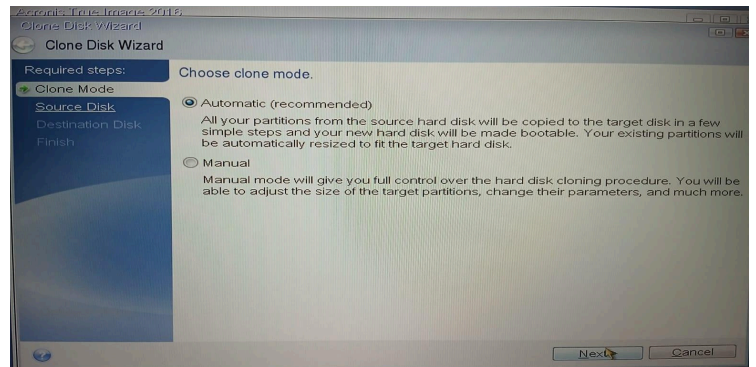 Acronis True Image 2016
Clone Disk Wizard
Clone Disk Wizard
Required steps:
Clone Mode
Source Disk
Destination Disk
Finish
Choose clone mode.
Automatic (recommended)
All your partitions from the source hard disk will be copied to the target disk in a few
simple steps and your new hard disk will be made bootable. Your existing partitions will
be automatically resized to fit the target hard disk.
Manual
Manual mode will give you full control over the hard disk cloning procedure. You will be
able to adjust the size of the target partitions, change their parameters, and much more.
Next
Cancel